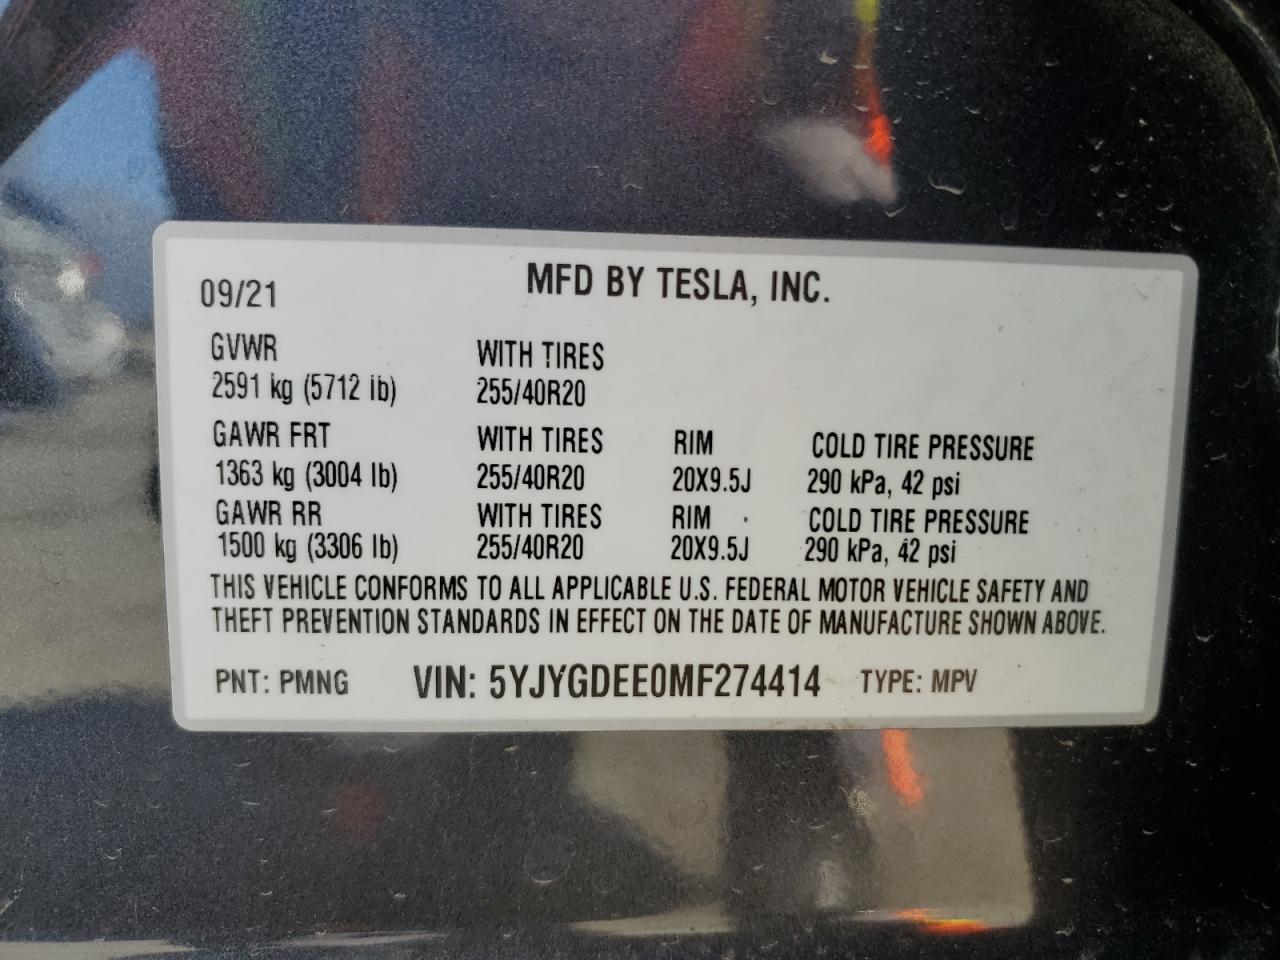 MFD BY TESLA, INC.
09/21
GVWR WITH TIRES
2591 kg (5712 lb) 255/40R20
GAWR FRT WITH TIRES RIM COLD TIRE PRESSURE
1363 kg (3004 lb) 255/40R20 20X9.5J 290 kPa, 42 psi
GAWR RR WITH TIRES RIM COLD TIRE PRESSURE
1500 kg (3306 lb) 255/40R20 20X9.5J 290 kPa, 42 psi
THIS VEHICLE CONFORMS TO ALL APPLICABLE U.S. FEDERAL MOTOR VEHICLE SAFETY AND
THEFT PREVENTION STANDARDS IN EFFECT ON THE DATE OF MANUFACTURE SHOWN ABOVE.
PNT: PMNG VIN: 5YJYGDEE0MF274414 TYPE: MPV